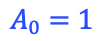 A₀ = 1